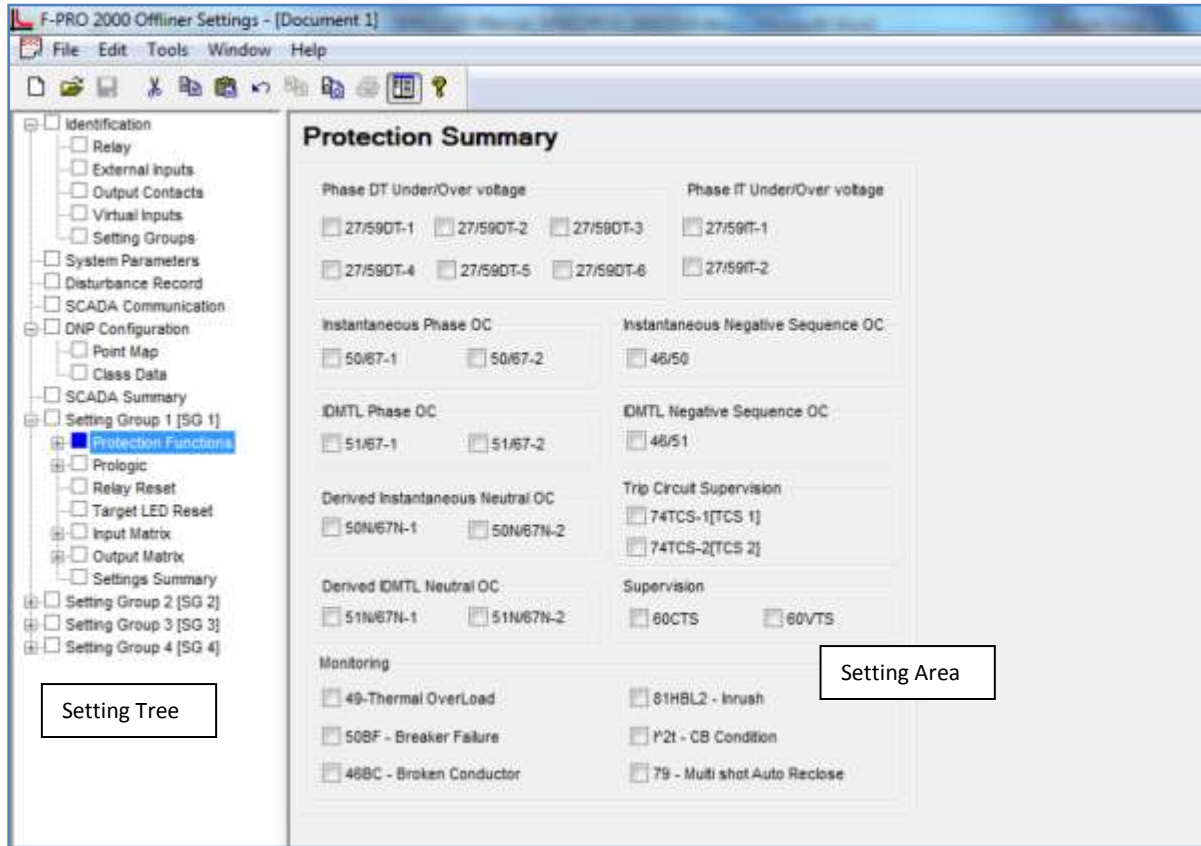 F-PRO 2000 Offliner Settings - [Document 1]
File Edit Tools Window Help
Identification
Relay
External Inputs
Output Contacts
Virtual Inputs
Setting Groups
System Parameters
Disturbance Record
SCADA Communication
DNP Configuration
Point Map
Class Data
SCADA Summary
Setting Group 1 [SG 1]
Protection Functions
Prologic
Relay Reset
Target LED Reset
Input Matrix
Output Matrix
Settings Summary
Setting Group 2 [SG 2]
Setting Group 3 [SG 3]
Setting Group 4 [SG 4]
Setting Tree
Protection Summary
Phase DT Under/Over voltage
27/59DT-1 27/59DT-2 27/59DT-3
27/59DT-4 27/59DT-5 27/59DT-6
Phase IT Under/Over voltage
27/59IT-1
27/59IT-2
Instantaneous Phase OC
50/67-1 50/67-2
Instantaneous Negative Sequence OC
46/50
IDMTL Phase OC
51/67-1 51/67-2
IDMTL Negative Sequence OC
46/51
Derived Instantaneous Neutral OC
50N/67N-1 50N/67N-2
Trip Circuit Supervision
74TCS-1[TCS 1]
74TCS-2[TCS 2]
Derived IDMTL Neutral OC
51N/67N-1 51N/67N-2
Supervision
60CTS 60VTS
Monitoring
49-Thermal OverLoad 81HBL2 - Inrush
50BF - Breaker Failure I^2t - CB Condition
46BC - Broken Conductor 79 - Multi shot Auto Reclose
Setting Area